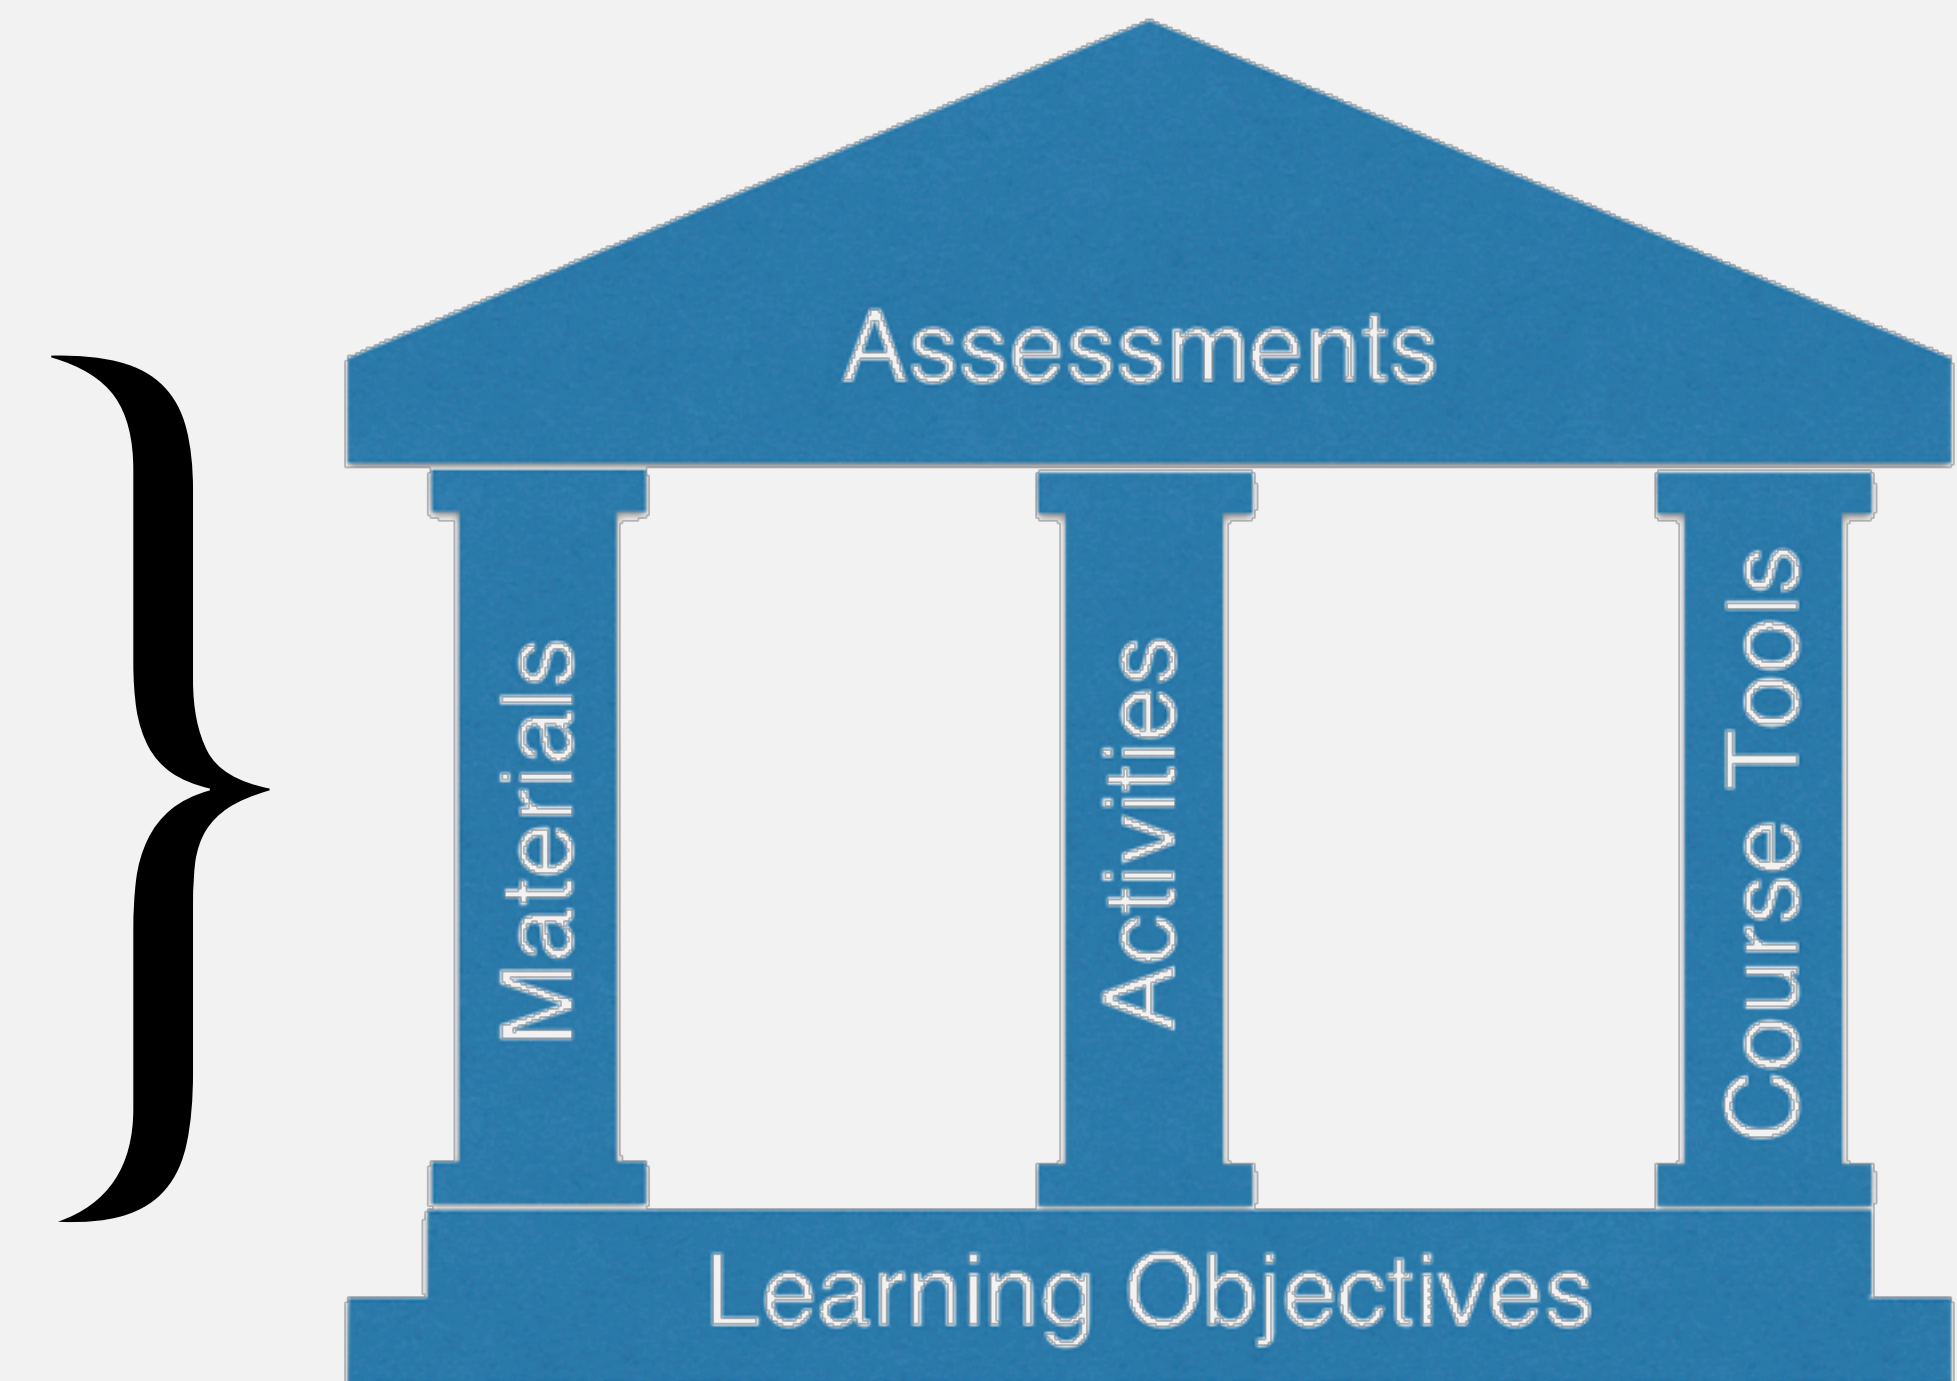 Assessments
Materials
Activities
Course Tools
Learning Objectives